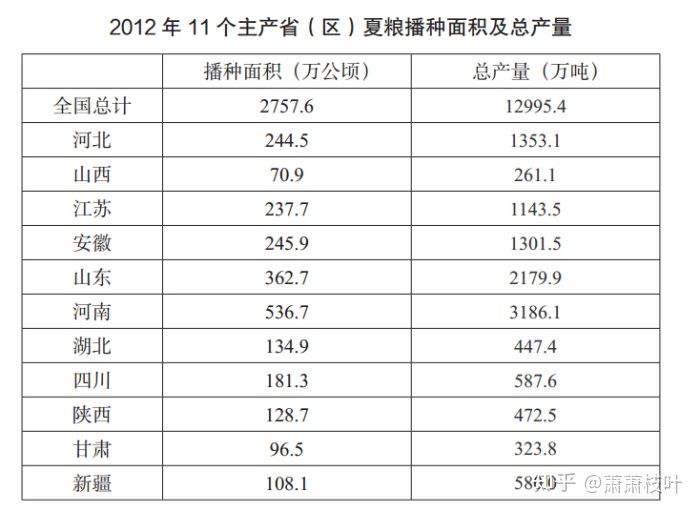 2012 年 11 个主产省（区）夏粮播种面积及总产量
播种面积（万公顷） 总产量（万吨）
全国总计 2757.6 12995.4
河北 244.5 1353.1
山西 70.9 261.1
江苏 237.7 1143.5
安徽 245.9 1301.5
山东 362.7 2179.9
河南 536.7 3186.1
湖北 134.9 447.4
四川 181.3 587.6
陕西 128.7 472.5
甘肃 96.5 323.8
新疆 108.1
知乎 @萧萧枝叶